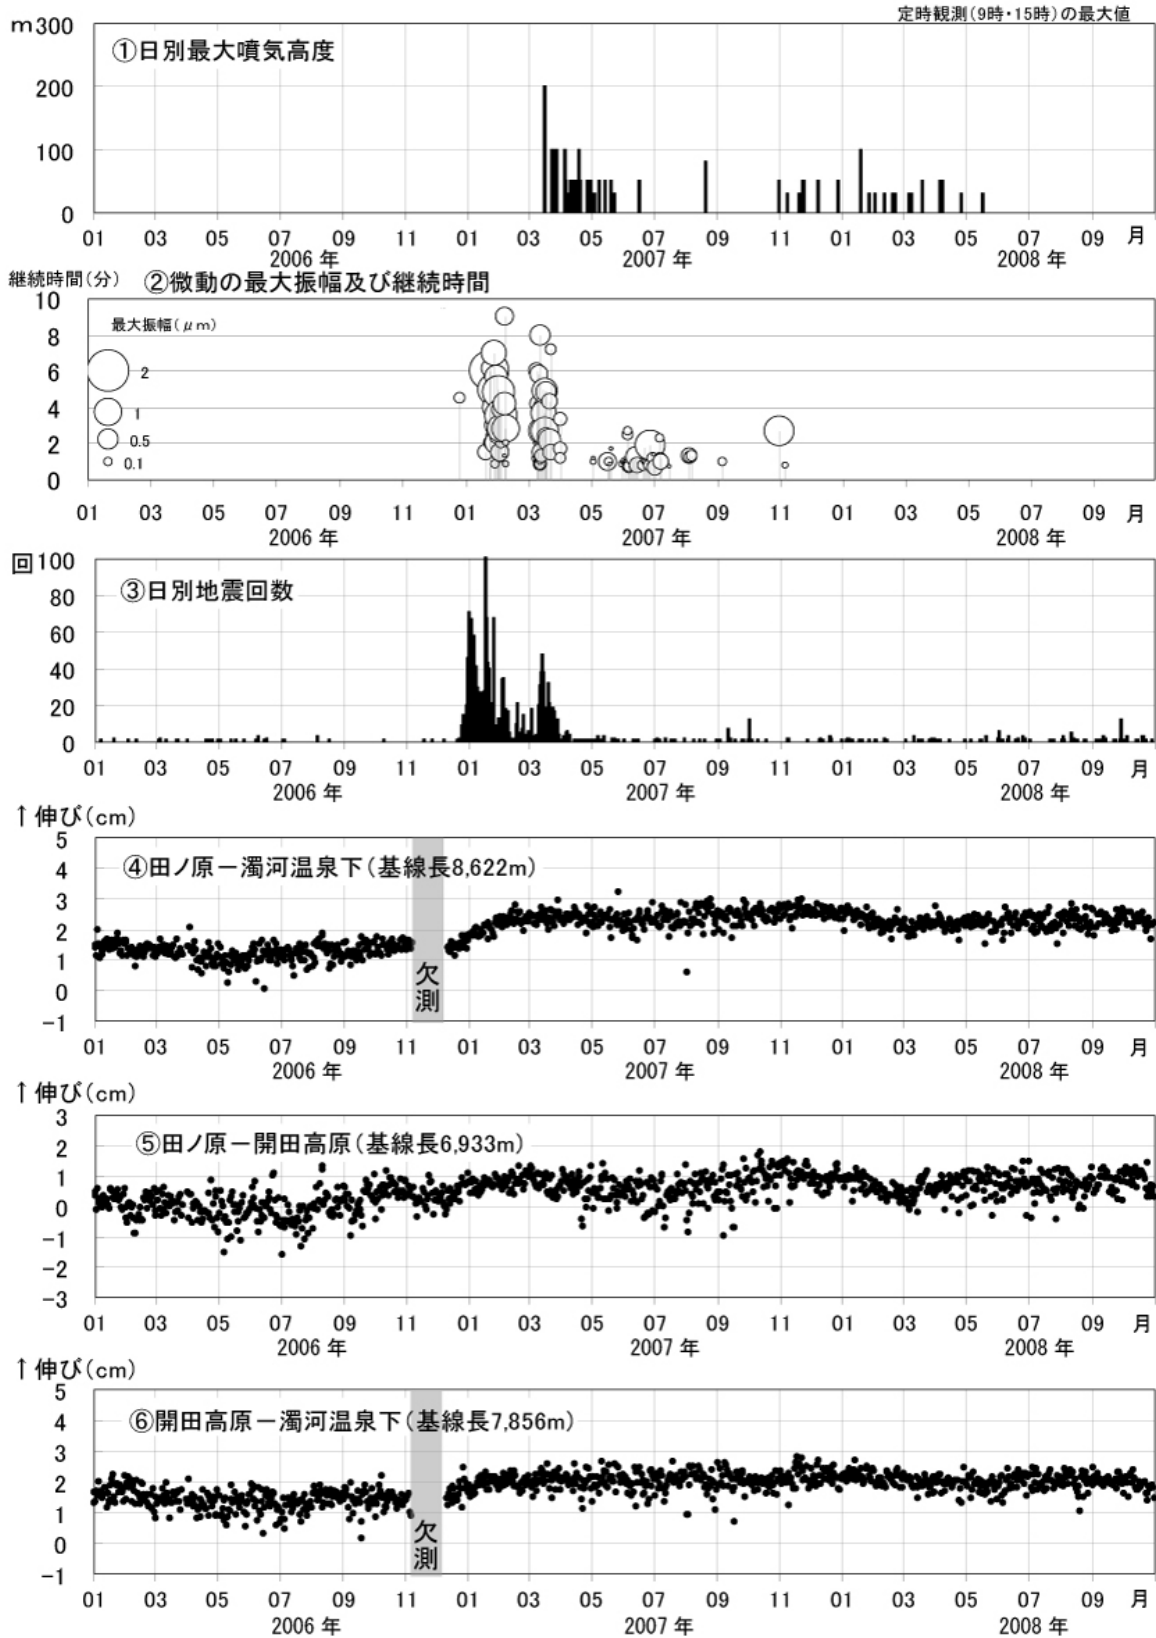 定時観測(9時・15時)の最大値
m300
①日別最大噴気高度
200
100
0
01 03 05 07 09 11 01 03 05 07 09 11 01 03 05 07 09 月
2006 年 2007 年 2008 年
継続時間(分) ②微動の最大振幅及び継続時間
10
最大振幅(μm)
8
6 2
4 1
2 0.5
0.1
0
01 03 05 07 09 11 01 03 05 07 09 11 01 03 05 07 09 月
2006 年 2007 年 2008 年
回100
③日別地震回数
80
60
40
20
0
01 03 05 07 09 11 01 03 05 07 09 11 01 03 05 07 09 月
2006 年 2007 年 2008 年
↑伸び(cm)
5
④田ノ原－濁河温泉下(基線長8,622m)
4
3
2
1
欠測
0
−1
01 03 05 07 09 11 01 03 05 07 09 11 01 03 05 07 09 月
2006 年 2007 年 2008 年
↑伸び(cm)
3
⑤田ノ原－開田高原(基線長6,933m)
2
1
0
−1
−2
−3
01 03 05 07 09 11 01 03 05 07 09 11 01 03 05 07 09 月
2006 年 2007 年 2008 年
↑伸び(cm)
5
⑥開田高原－濁河温泉下(基線長7,856m)
4
3
2
1
欠測
0
−1
01 03 05 07 09 11 01 03 05 07 09 11 01 03 05 07 09 月
2006 年 2007 年 2008 年